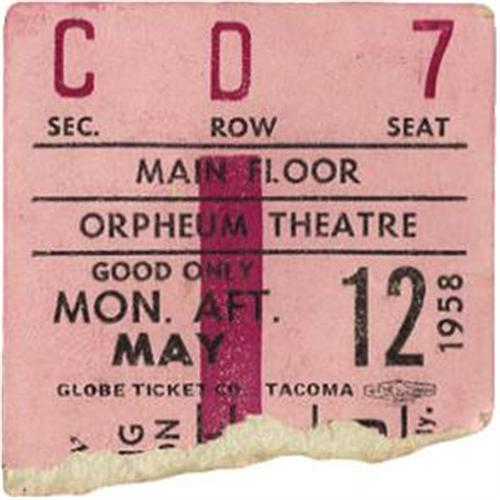 C D 7
SEC. ROW SEAT
MAIN FLOOR
ORPHEUM THEATRE
GOOD ONLY
MON. AFT.
MAY 12 1958
GLOBE TICKET CO. TACOMA